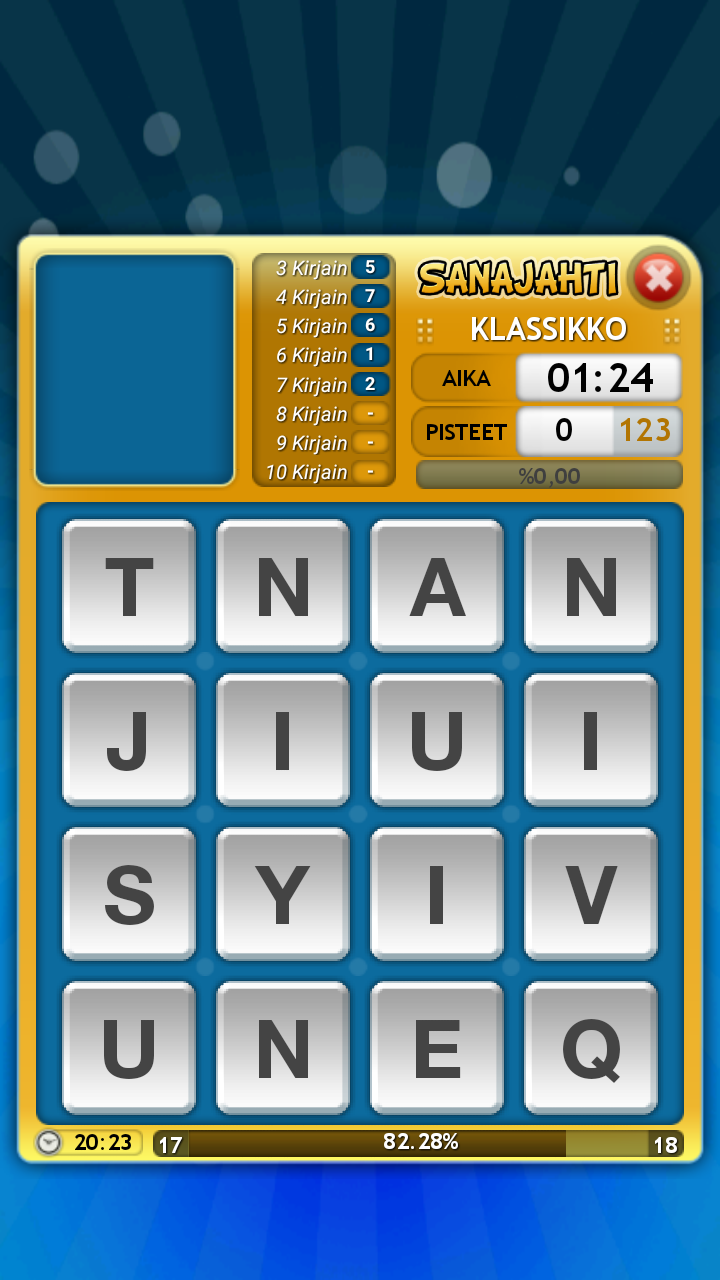 3 Kirjain 5
4 Kirjain 7
5 Kirjain 6
6 Kirjain 1
7 Kirjain 2
8 Kirjain -
9 Kirjain -
10 Kirjain -
SANAJAHTI
KLASSIKKO
AIKA 01:24
PISTEET 0 123
%0,00
T N A N
J I U I
S Y I V
U N E Q
20:23 17 82.28% 18